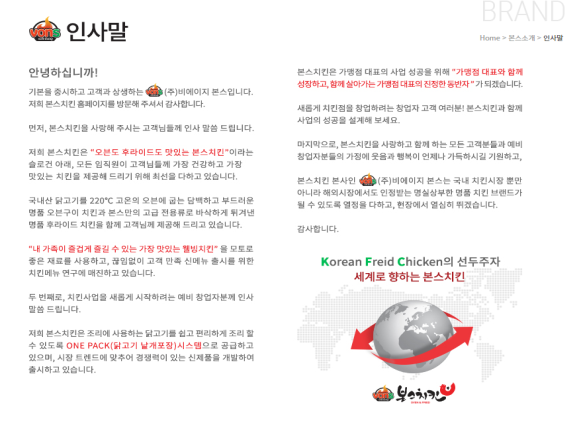 BRAND
VONS 인사말
Home > 본스소개 > 인사말
안녕하십니까!
기본을 중시하고 고객과 상생하는 VONS (주)비에이치 본스입니다.
저희 본스치킨 홈페이지를 방문해 주셔서 감사합니다.
먼저, 본스치킨을 사랑해 주시는 고객님들께 인사 말씀 드립니다.
저희 본스치킨은 "오븐도 후라이드도 맛있는 본스치킨"이라는
슬로건 아래, 모든 임직원이 고객님들께 가장 건강하고 가장
맛있는 치킨을 제공해 드리기 위해 최선을 다하고 있습니다.
국내산 닭고기를 220℃ 고온의 오븐에 굽는 담백하고 부드러운
명품 오븐구이 치킨과 본스만의 고급 전용류로 바삭하게 튀겨낸
명품 후라이드 치킨을 함께 고객님께 제공해 드리고 있습니다.
"내 가족이 즐겁게 즐길 수 있는 가장 맛있는 웰빙치킨" 을 모토로
좋은 재료를 사용하고, 끊임없이 고객 만족 신메뉴 출시를 위한
치킨메뉴 연구에 매진하고 있습니다.
두 번째로, 치킨사업을 새롭게 시작하려는 예비 창업자분께 인사
말씀 드립니다.
저희 본스치킨은 조리에 사용하는 닭고기를 쉽고 편리하게 조리 할
수 있도록 ONE PACK(닭고기 낱개포장)시스템으로 공급하고
있으며, 시장 트렌드에 맞추어 경쟁력이 있는 신제품을 개발하여
출시하고 있습니다.
본스치킨은 가맹점 대표의 사업 성공을 위해 "가맹점 대표와 함께
성장하고, 함께 살아가는 가맹점 대표의 진정한 동반자 "가 되겠습니다.
새롭게 치킨점을 창업하려는 창업자 고객 여러분! 본스치킨과 함께
사업의 성공을 설계해 보세요.
마지막으로, 본스치킨을 사랑하고 함께 하는 모든 고객분들과 예비
창업자분들의 가정에 웃음과 행복이 언제나 가득하시길 기원하고,
본스치킨 본사인 VONS (주)비에이치 본스는 국내 치킨시장 뿐만
아니라 해외시장에서도 인정받는 명실상부한 명품 치킨 브랜드가
될 수 있도록 열정을 다하고, 현장에서 열심히 뛰겠습니다.
감사합니다.
Korean Freid Chicken의 선두주자
세계로 향하는 본스치킨
VONS 본스치킨